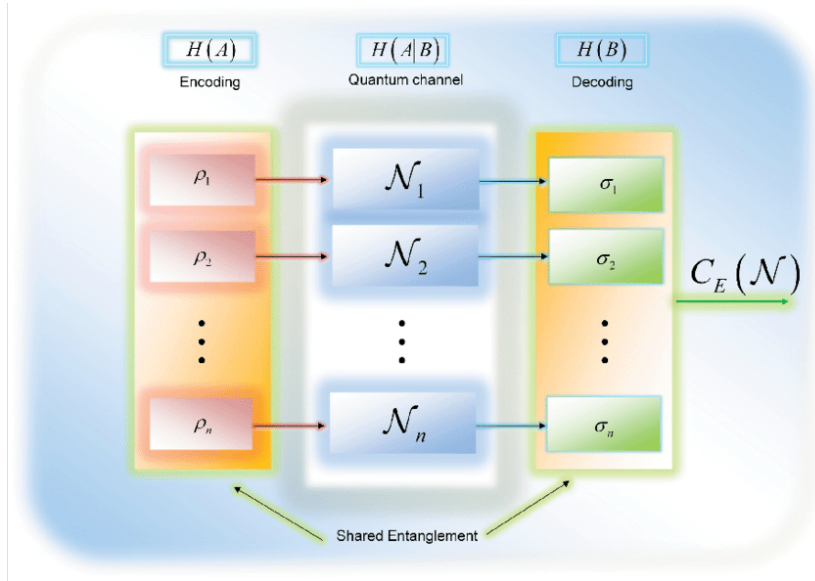 H(A) H(A|B) H(B)
Encoding Quantum channel Decoding
ρ₁ 𝒩₁ σ₁
ρ₂ 𝒩₂ σ₂
C_E(𝒩)
ρₙ 𝒩ₙ σₙ
Shared Entanglement